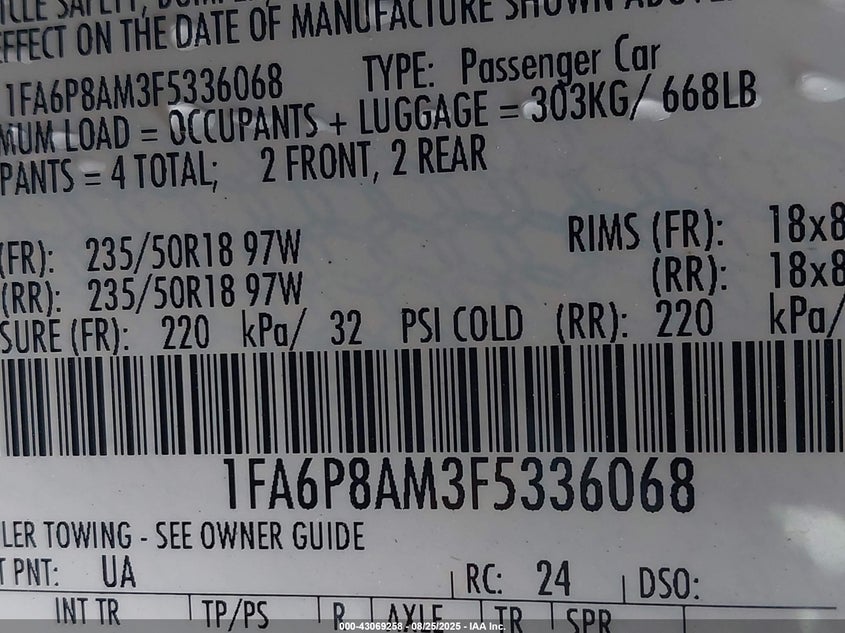 ICLE SAFETY,
EFFECT ON THE DATE OF MANUFACTURE SHOWN ABOVE
1FA6P8AM3F5336068 TYPE: Passenger Car
MUM LOAD = OCCUPANTS + LUGGAGE = 303KG/ 668LB
PANTS = 4 TOTAL; 2 FRONT, 2 REAR
(FR): 235/50R18 97W RIMS (FR): 18x8
(RR): 235/50R18 97W (RR): 18x8
SURE (FR): 220 kPa/ 32 PSI COLD (RR): 220 kPa/
1FA6P8AM3F5336068
LER TOWING - SEE OWNER GUIDE
T PNT: UA RC: 24 DSO:
INT TR TP/PS R AXLE TR SPR
000-43069258 - 08/25/2025 - IAA Inc.